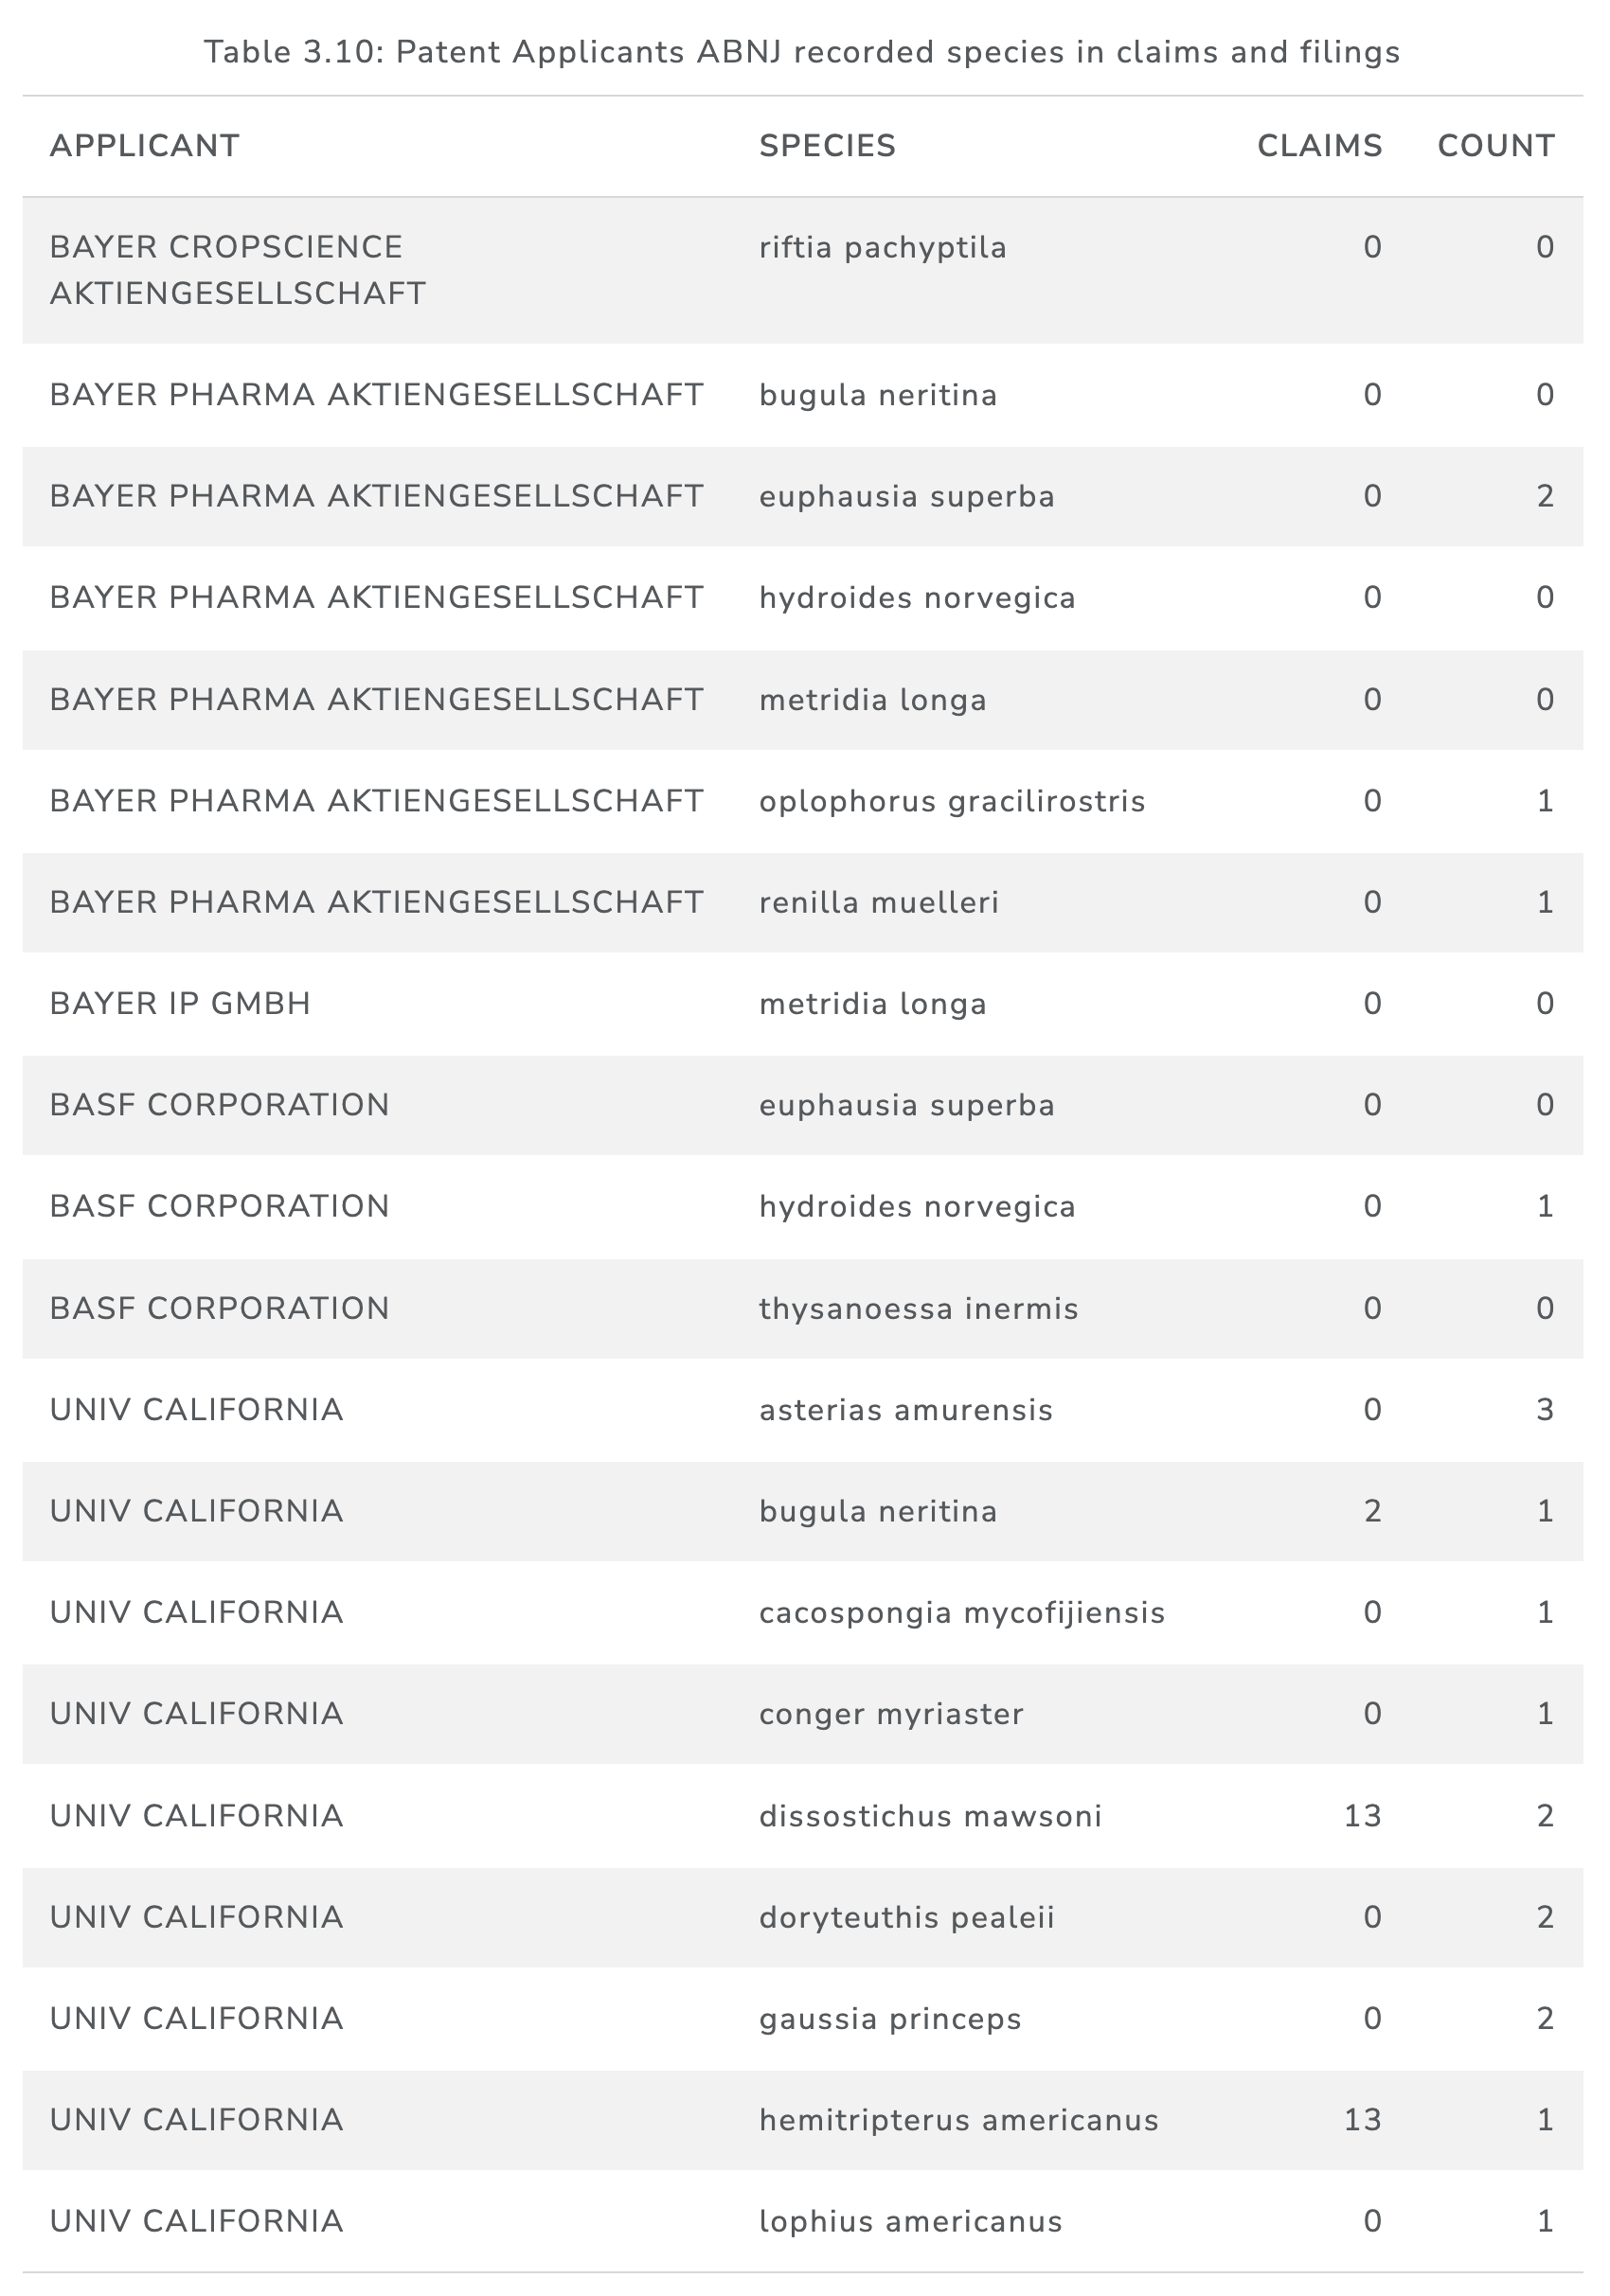 Table 3.10: Patent Applicants ABNJ recorded species in claims and filings
APPLICANT SPECIES CLAIMS COUNT
BAYER CROPSCIENCE riftia pachyptila 0 0
AKTIENGESELLSCHAFT
BAYER PHARMA AKTIENGESELLSCHAFT bugula neritina 0 0
BAYER PHARMA AKTIENGESELLSCHAFT euphausia superba 0 2
BAYER PHARMA AKTIENGESELLSCHAFT hydroides norvegica 0 0
BAYER PHARMA AKTIENGESELLSCHAFT metridia longa 0 0
BAYER PHARMA AKTIENGESELLSCHAFT oplophorus gracilirostris 0 1
BAYER PHARMA AKTIENGESELLSCHAFT renilla muelleri 0 1
BAYER IP GMBH metridia longa 0 0
BASF CORPORATION euphausia superba 0 0
BASF CORPORATION hydroides norvegica 0 1
BASF CORPORATION thysanoessa inermis 0 0
UNIV CALIFORNIA asterias amurensis 0 3
UNIV CALIFORNIA bugula neritina 2 1
UNIV CALIFORNIA cacospongia mycofijiensis 0 1
UNIV CALIFORNIA conger myriaster 0 1
UNIV CALIFORNIA dissostichus mawsoni 13 2
UNIV CALIFORNIA doryteuthis pealeii 0 2
UNIV CALIFORNIA gaussia princeps 0 2
UNIV CALIFORNIA hemitripterus americanus 13 1
UNIV CALIFORNIA lophius americanus 0 1